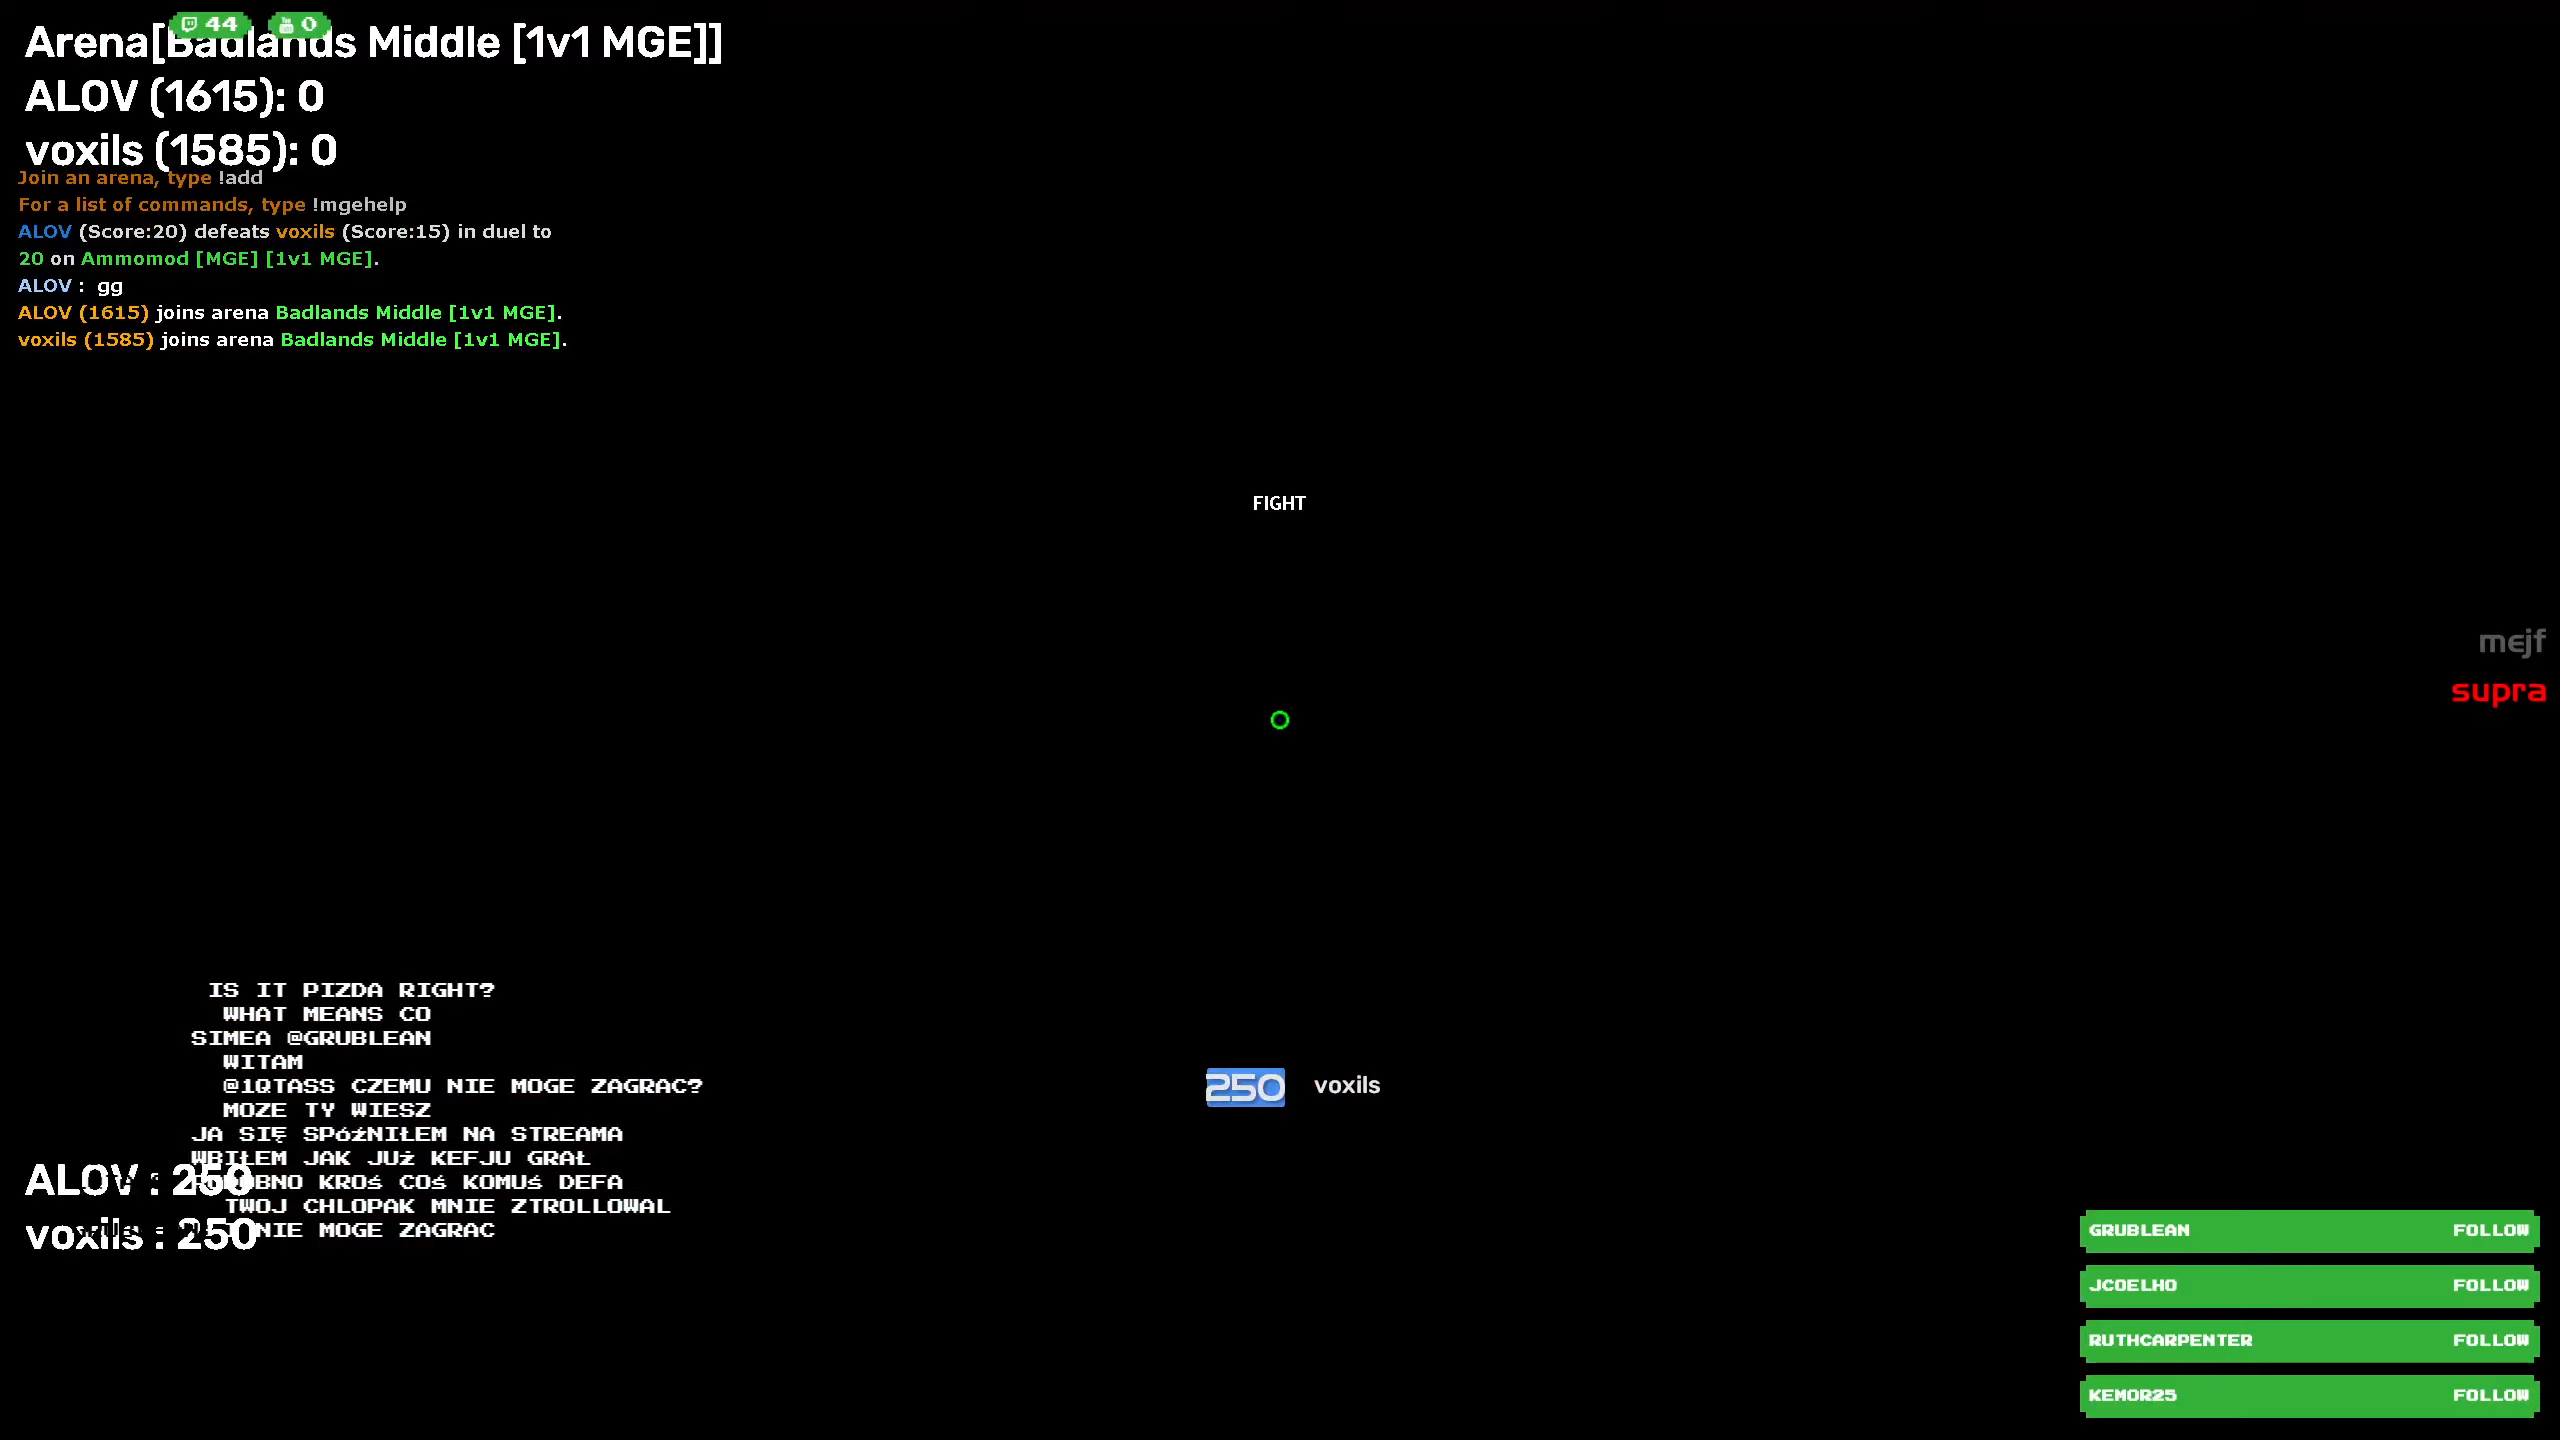 44
0
Arena[Badlands Middle [1v1 MGE]]
ALOV (1615): 0
voxils (1585): 0
Join an arena, type !add
For a list of commands, type !mgehelp
ALOV (Score:20) defeats voxils (Score:15) in duel to
20 on Ammomod [MGE] [1v1 MGE].
ALOV :  gg
ALOV (1615) joins arena Badlands Middle [1v1 MGE].
voxils (1585) joins arena Badlands Middle [1v1 MGE].
FIGHT
mejf
supra
IS IT PIZDA RIGHT?
WHAT MEANS CO
SIMEA @GRUBLEAN
WITAM
@1QTASS CZEMU NIE MOGE ZAGRAC?
MOZE TY WIESZ
JA SIĘ SPóźNIŁEM NA STREAMA
WBIŁEM JAK JUż KEFJU GRAŁ
KROś COś KOMUś DEFA
TWOJ CHLOPAK MNIE ZTROLLOWAL
NIE MOGE ZAGRAC
ALOV : 250
voxils : 250
250 voxils
GRUBLEAN FOLLOW
JCOELHO FOLLOW
RUTHCARPENTER FOLLOW
KEMOR25 FOLLOW